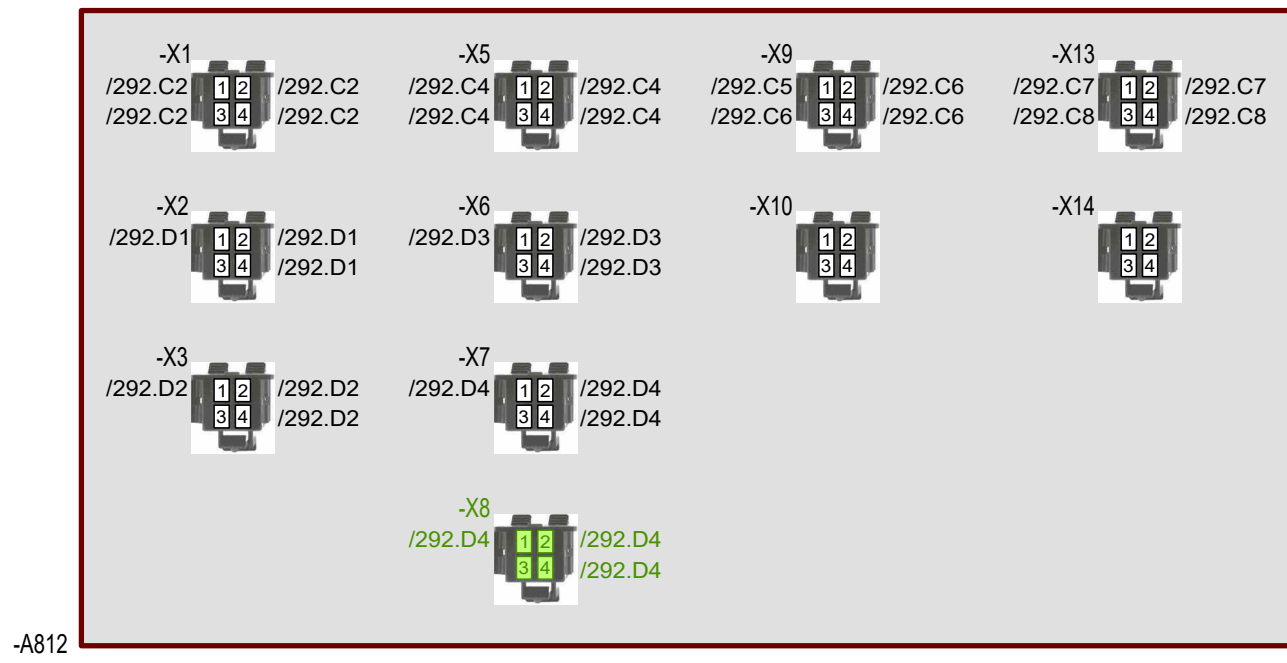 -X1 -X5 -X9 -X13
/292.C2 1 2 /292.C2 /292.C4 1 2 /292.C4 /292.C5 1 2 /292.C6 /292.C7 1 2 /292.C7
/292.C2 3 4 /292.C2 /292.C4 3 4 /292.C4 /292.C6 3 4 /292.C6 /292.C8 3 4 /292.C8
-X2 -X6 -X10 -X14
/292.D1 1 2 /292.D1 /292.D3 1 2 /292.D3 1 2 1 2
3 4 /292.D1 3 4 /292.D3 3 4 3 4
-X3 -X7
/292.D2 1 2 /292.D2 /292.D4 1 2 /292.D4
3 4 /292.D2 3 4 /292.D4
-X8
/292.D4 1 2 /292.D4
3 4 /292.D4
-A812